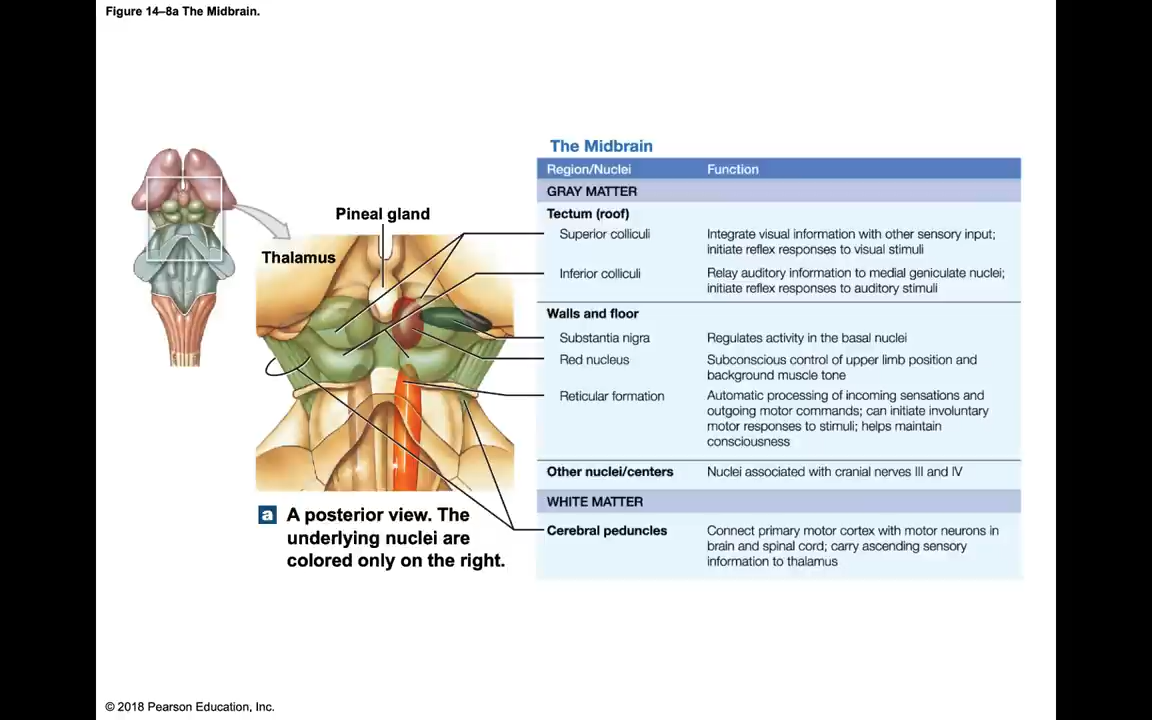 Figure 14–8a The Midbrain.
Pineal gland
Thalamus
a A posterior view. The
underlying nuclei are
colored only on the right.
The Midbrain
Region/Nuclei Function
GRAY MATTER
Tectum (roof)
Superior colliculi Integrate visual information with other sensory input;
initiate reflex responses to visual stimuli
Inferior colliculi Relay auditory information to medial geniculate nuclei;
initiate reflex responses to auditory stimuli
Walls and floor
Substantia nigra Regulates activity in the basal nuclei
Red nucleus Subconscious control of upper limb position and
background muscle tone
Reticular formation Automatic processing of incoming sensations and
outgoing motor commands; can initiate involuntary
motor responses to stimuli; helps maintain
consciousness
Other nuclei/centers Nuclei associated with cranial nerves III and IV
WHITE MATTER
Cerebral peduncles Connect primary motor cortex with motor neurons in
brain and spinal cord; carry ascending sensory
information to thalamus
© 2018 Pearson Education, Inc.